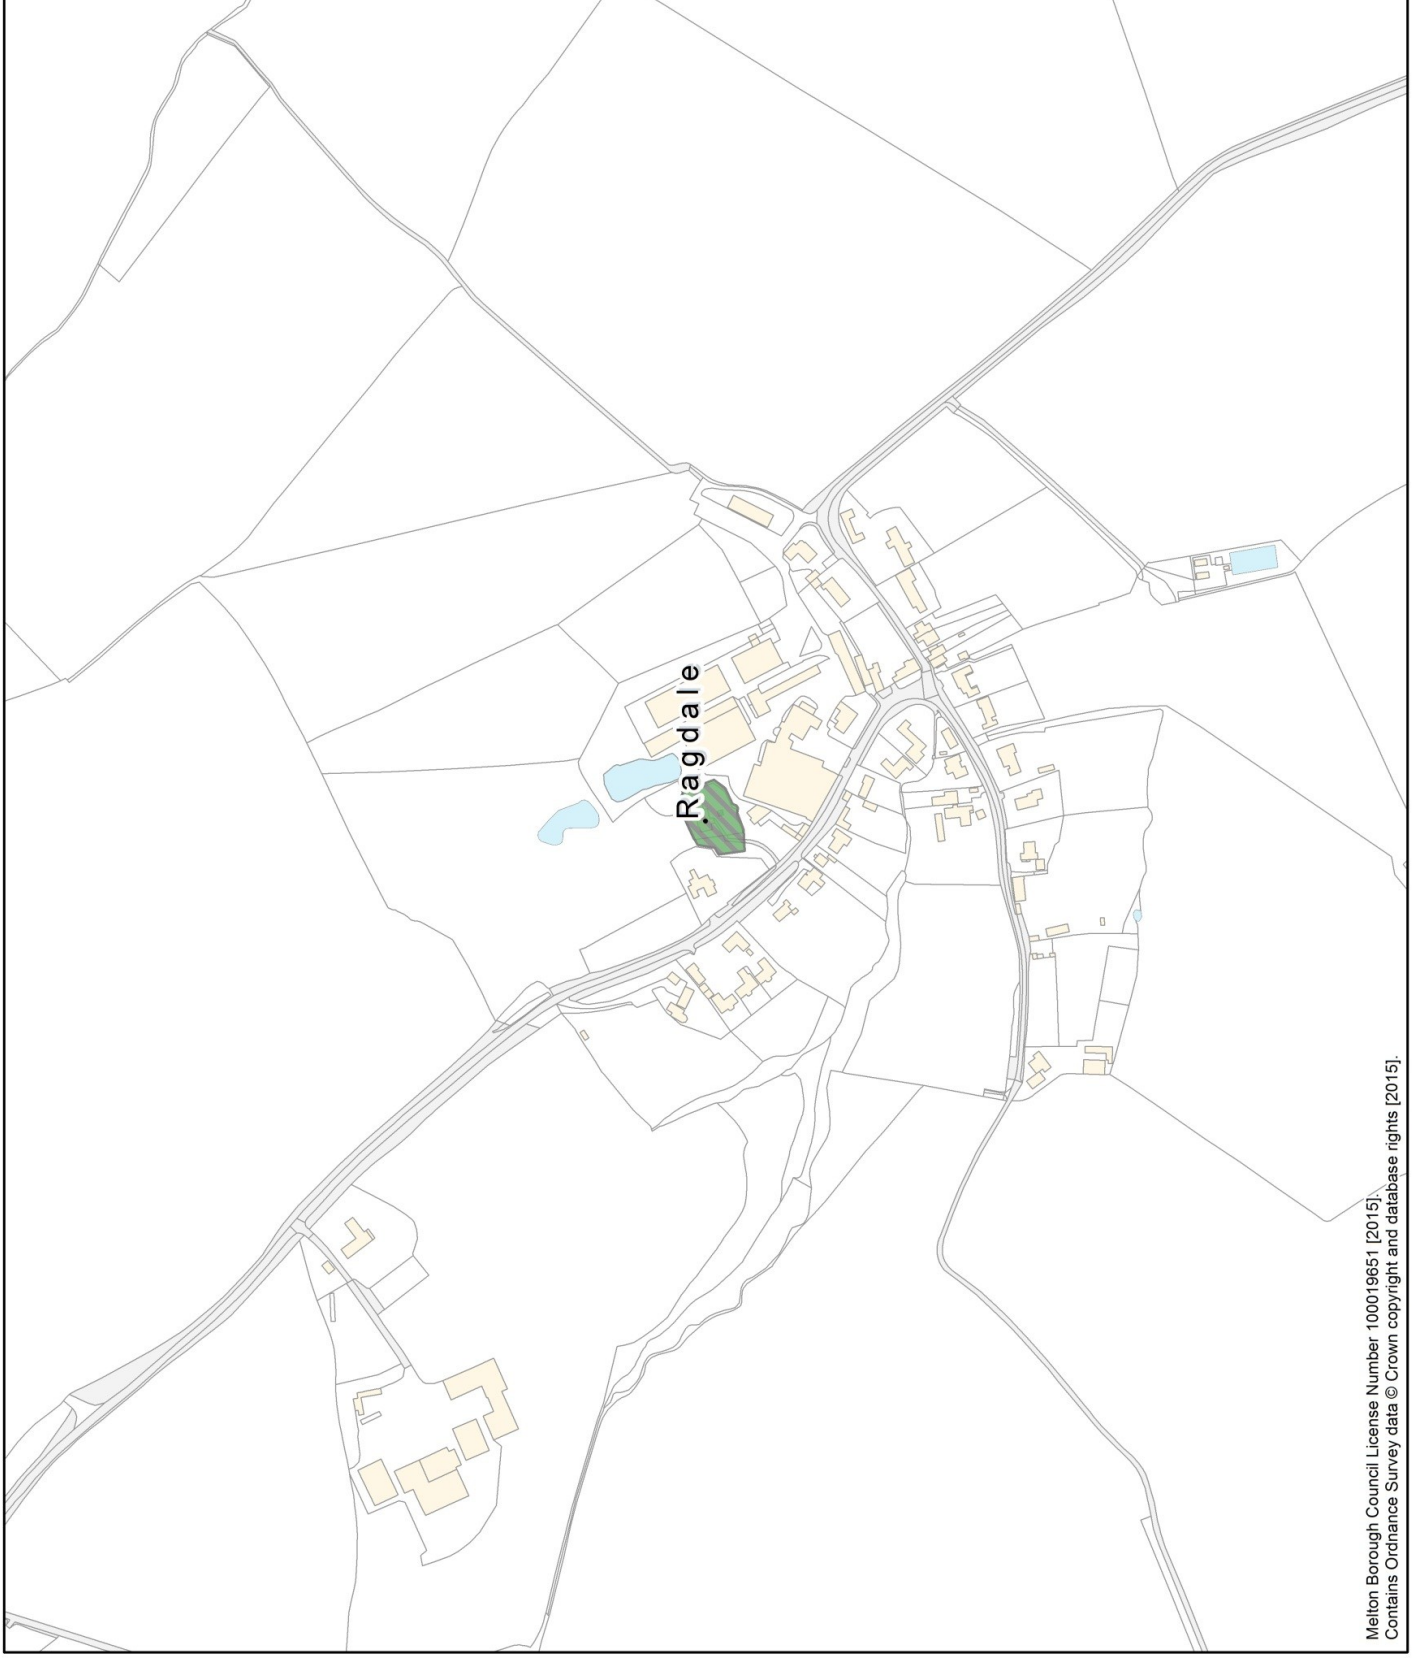 Ragdale
Melton Borough Council License Number 100019651 [2015].
Contains Ordnance Survey data © Crown copyright and database rights [2015].